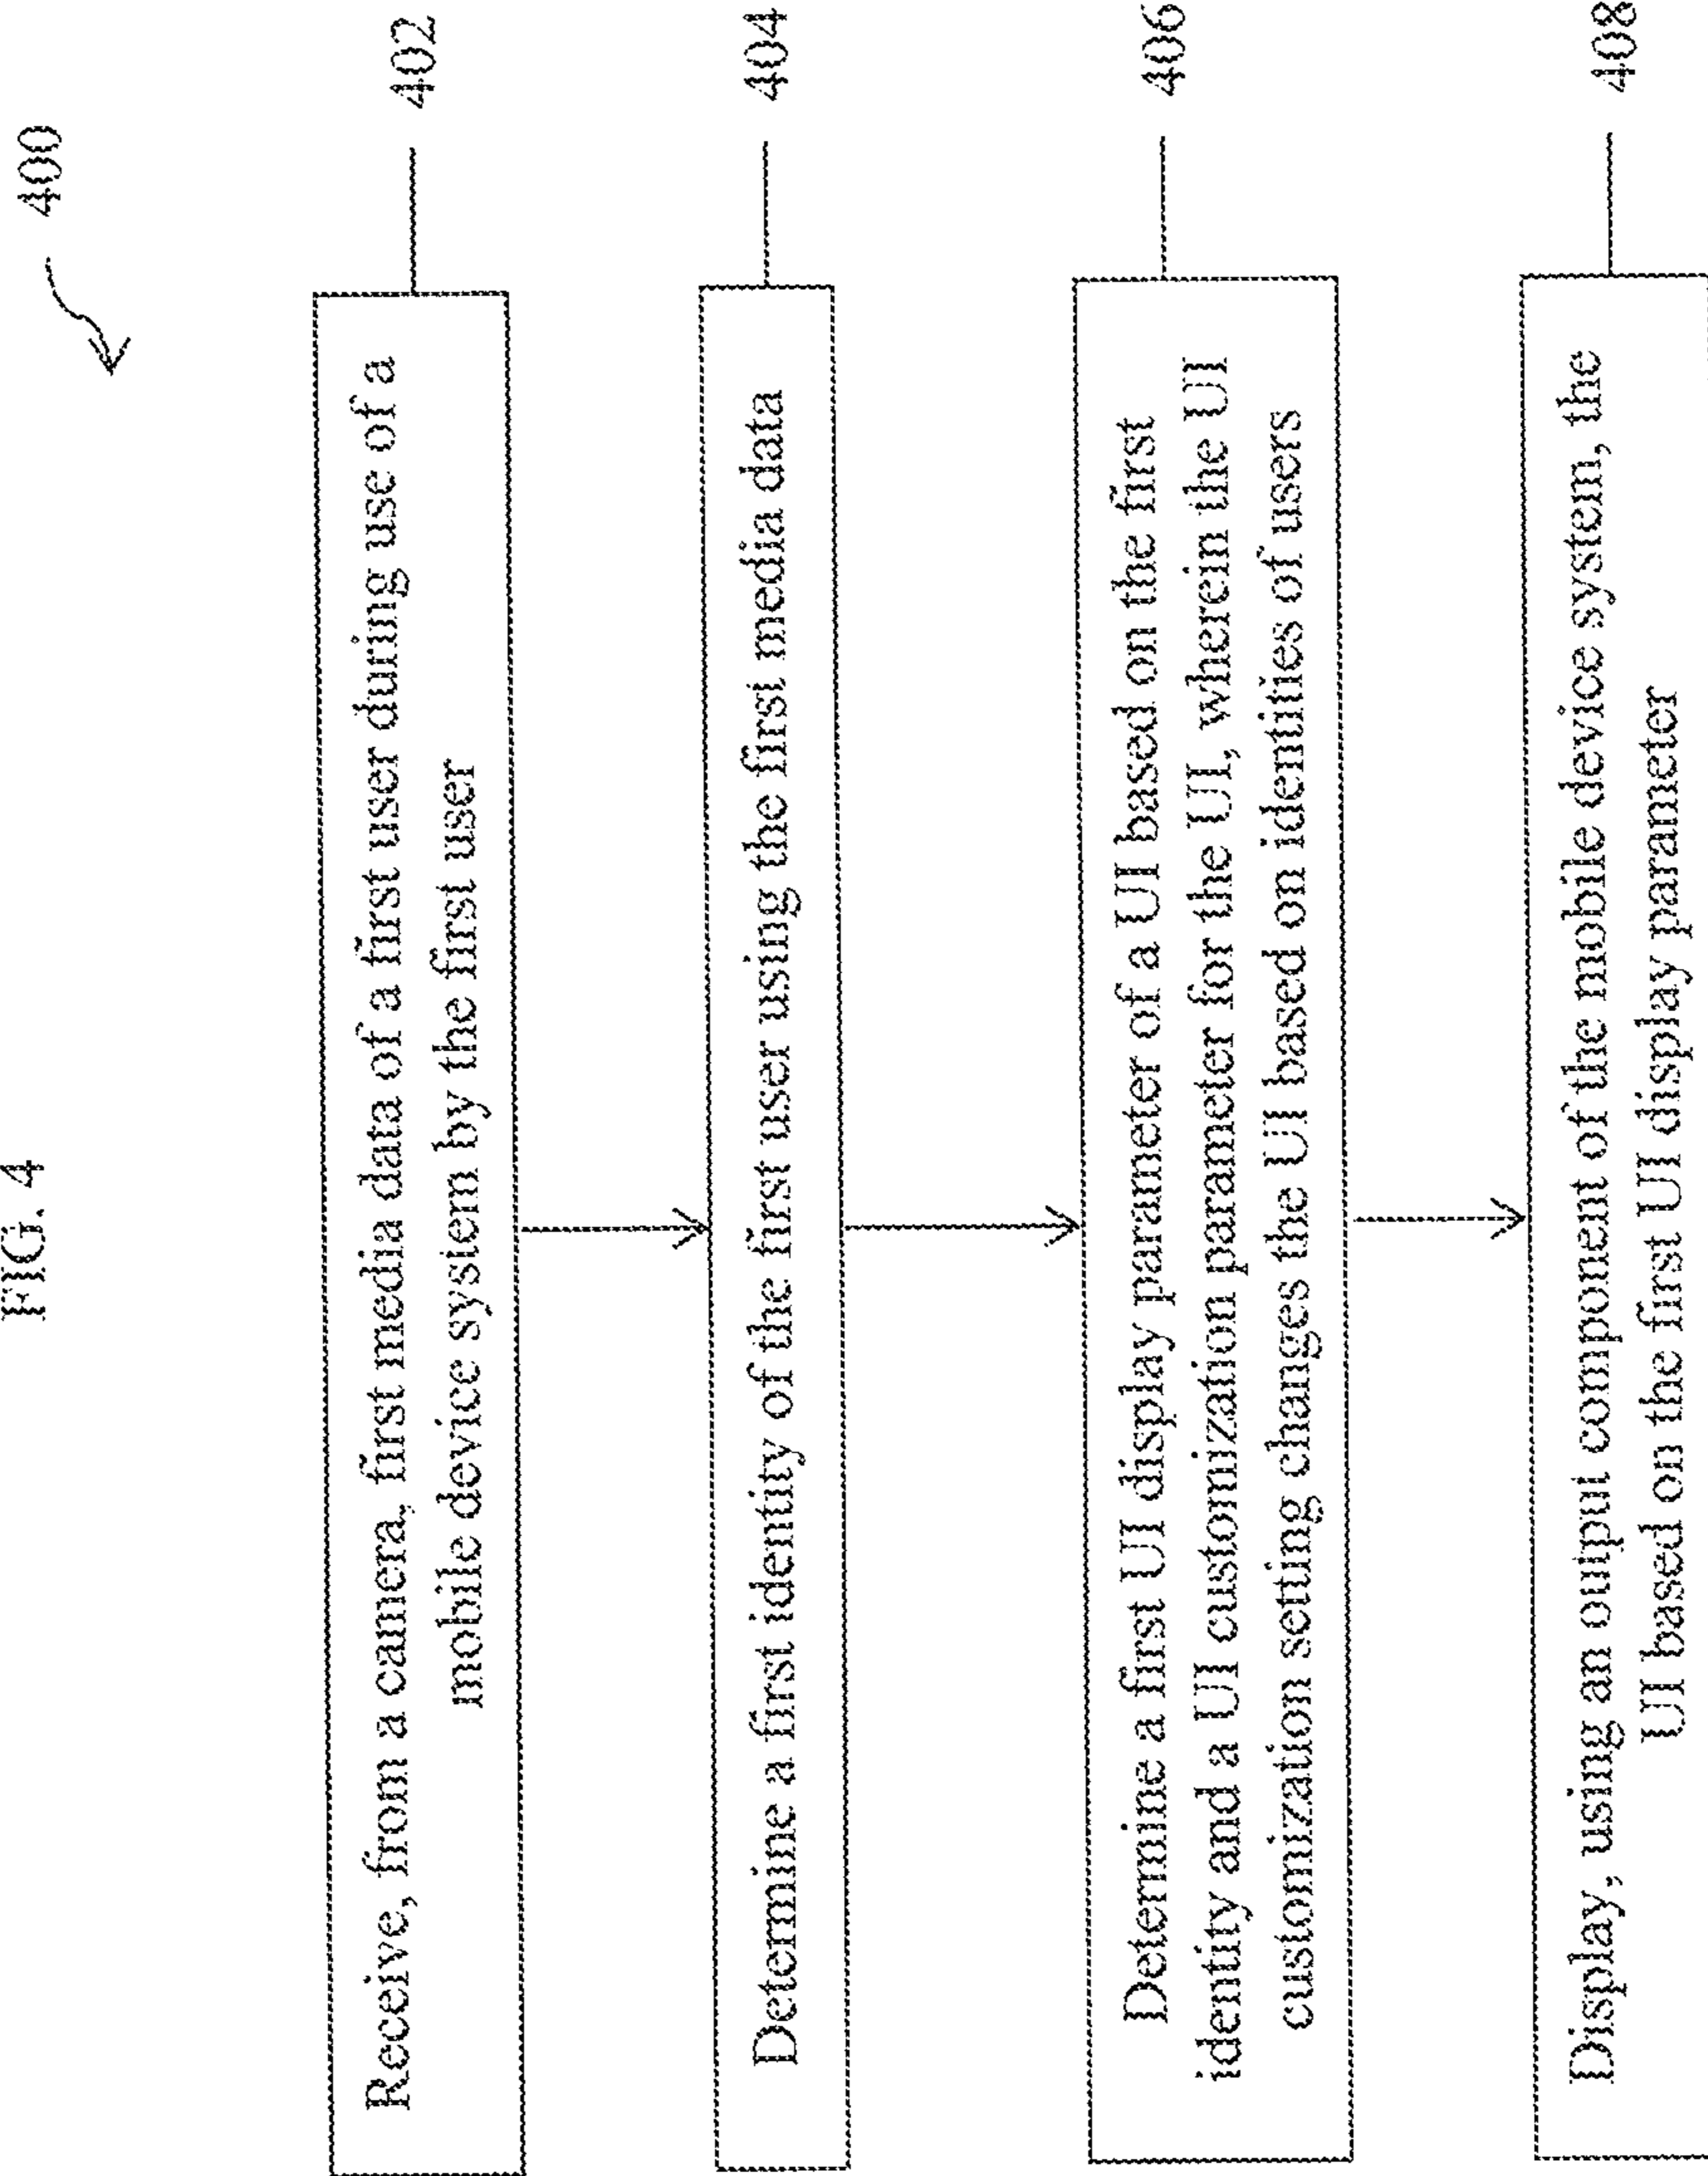 FIG. 4
400
Receive, from a camera, first media data of a first user during use of a
mobile device system by the first user
402
Determine a first identity of the first user using the first media data
404
Determine a first UI display parameter of a UI based on the first
identity and a UI customization parameter for the UI, wherein the UI
customization setting changes the UI based on identities of users
406
Display, using an output component of the mobile device system, the
UI based on the first UI display parameter
408